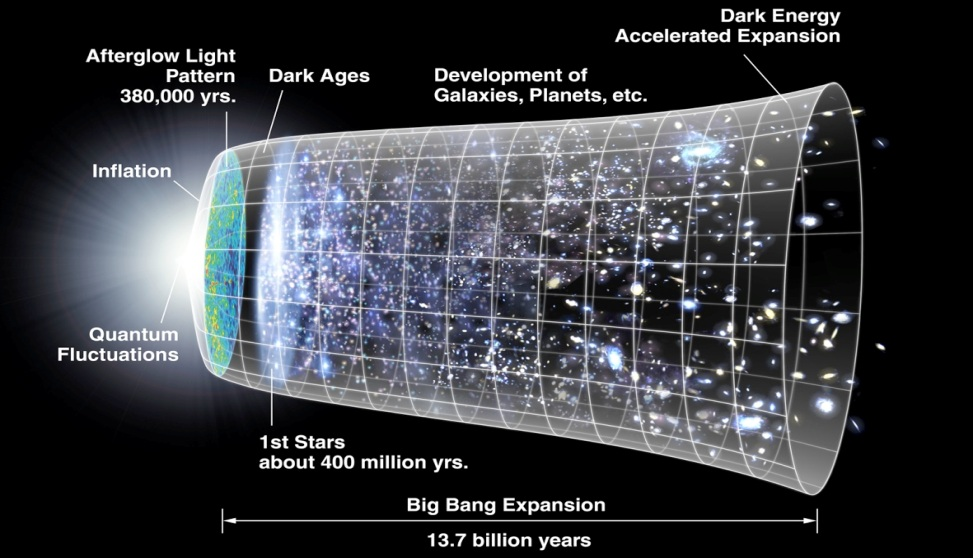 Dark Energy
Accelerated Expansion
Afterglow Light
Pattern
380,000 yrs.
Dark Ages
Development of
Galaxies, Planets, etc.
Inflation
Quantum
Fluctuations
1st Stars
about 400 million yrs.
Big Bang Expansion
13.7 billion years